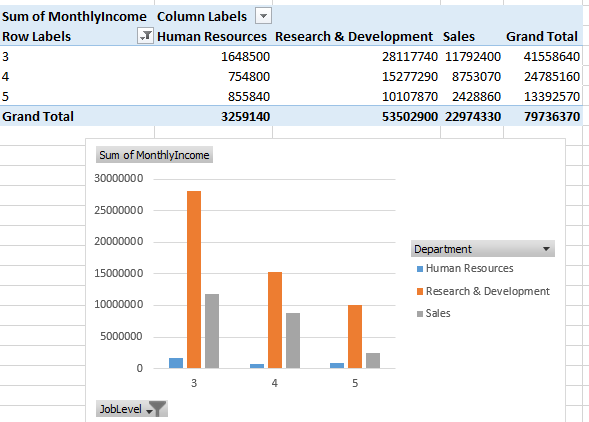 Sum of MonthlyIncome Column Labels
Row Labels Human Resources Research & Development Sales Grand Total
3 1648500 28117740 11792400 41558640
4 754800 15277290 8753070 24785160
5 855840 10107870 2428860 13392570
Grand Total 3259140 53502900 22974330 79736370
Sum of MonthlyIncome
30000000
25000000
20000000
15000000
10000000
5000000
0
3 4 5
Department
Human Resources
Research & Development
Sales
JobLevel